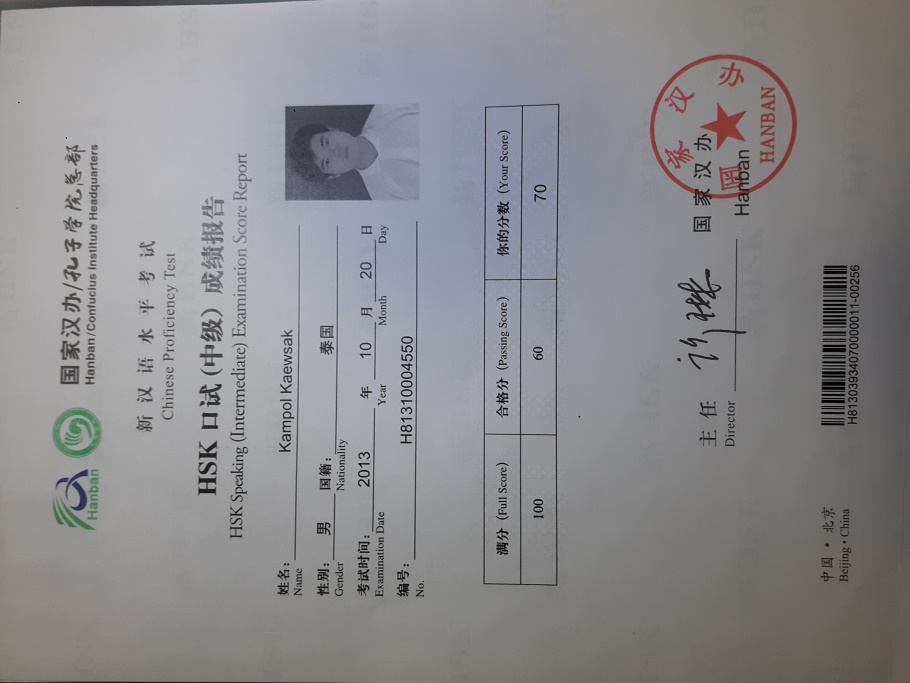 Hanban
国家汉办/孔子学院总部
Hanban/Confucius Institute Headquarters
新汉语水平考试
Chinese Proficiency Test
HSK 口试(中级)成绩报告
HSK Speaking (Intermediate) Examination Score Report
姓名: Kampol Kaewsak
Name
性别: 男 国籍: 泰国
Gender Nationality
考试时间: 2013 年 10 月 20 日
Examination Date Year Month Day
编号: H81310004550
No.
满分 (Full Score) 合格分 (Passing Score) 你的分数 (Your Score)
100 60 70
主任 国家汉办
Director Hanban
国家汉办
HANBAN
中国・北京
Beijing・China
H81303934070000011-00256